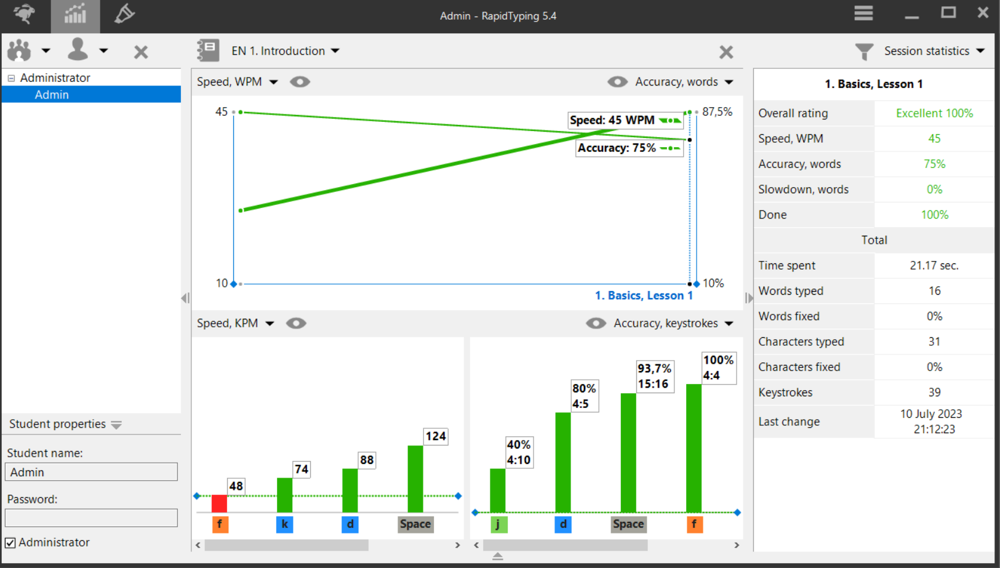 Admin - RapidTyping 5.4
EN 1. Introduction
Session statistics
Administrator
Admin
Speed, WPM
Accuracy, words
45
87,5%
Speed: 45 WPM
Accuracy: 75%
10
10%
1. Basics, Lesson 1
Speed, KPM
Accuracy, keystrokes
48
74
88
124
f
k
d
Space
40%
4:10
80%
4:5
93,7%
15:16
100%
4:4
j
d
Space
f
1. Basics, Lesson 1
Overall rating Excellent 100%
Speed, WPM 45
Accuracy, words 75%
Slowdown, words 0%
Done 100%
Total
Time spent 21.17 sec.
Words typed 16
Words fixed 0%
Characters typed 31
Characters fixed 0%
Keystrokes 39
Last change 10 July 2023
21:12:23
Student properties
Student name:
Admin
Password:
Administrator